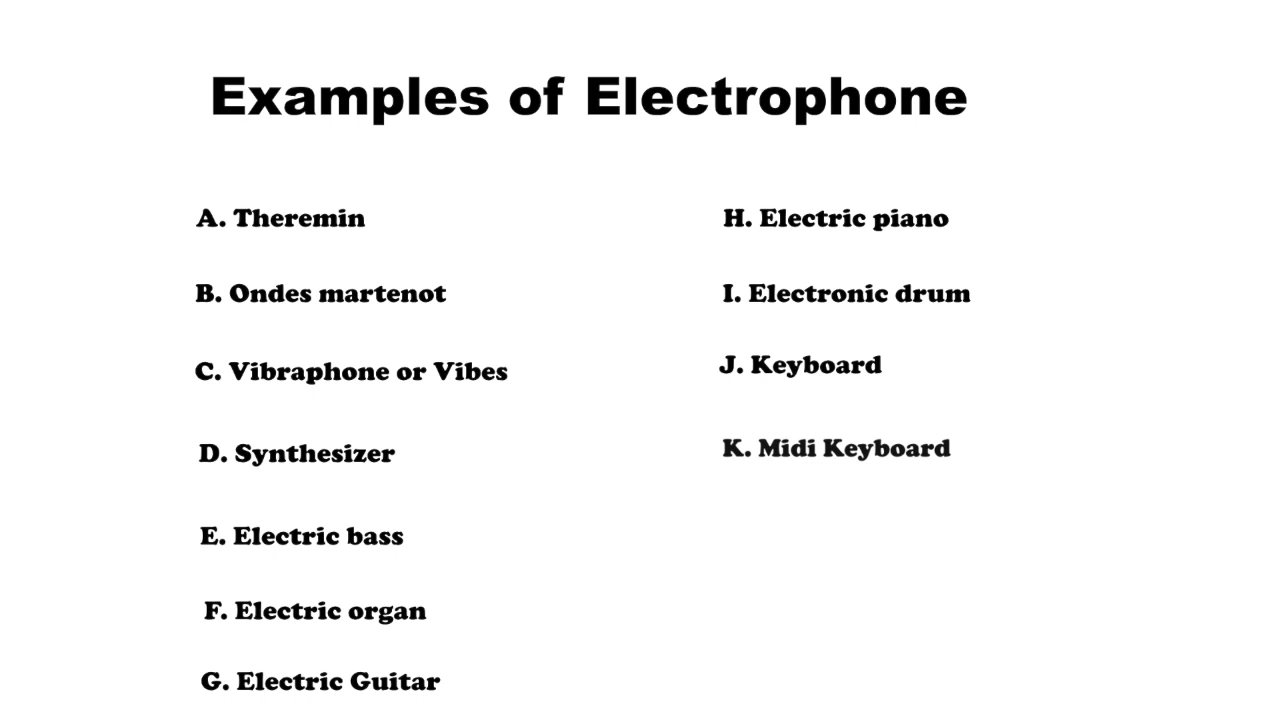 Examples of Electrophone
A. Theremin
B. Ondes martenot
C. Vibraphone or Vibes
D. Synthesizer
E. Electric bass
F. Electric organ
G. Electric Guitar
H. Electric piano
I. Electronic drum
J. Keyboard
K. Midi Keyboard